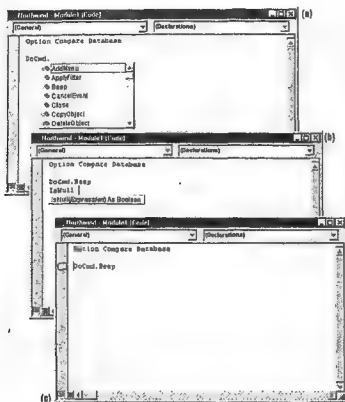 Northwind - Module1 (Code)
(a)
(General)
(Declarations)
Option Compare Database
DoCmd.
AddMenu
ApplyFilter
Beep
CancelEvent
Close
CopyObject
DeleteObject
Northwind - Module1 (Code)
(b)
(General)
(Declarations)
Option Compare Database
DoCmd.Beep
IsNull
IsNull(Expression) As Boolean
Northwind - Module1 (Code)
(General)
(Declarations)
Option Compare Database
DoCmd.Beep
(c)